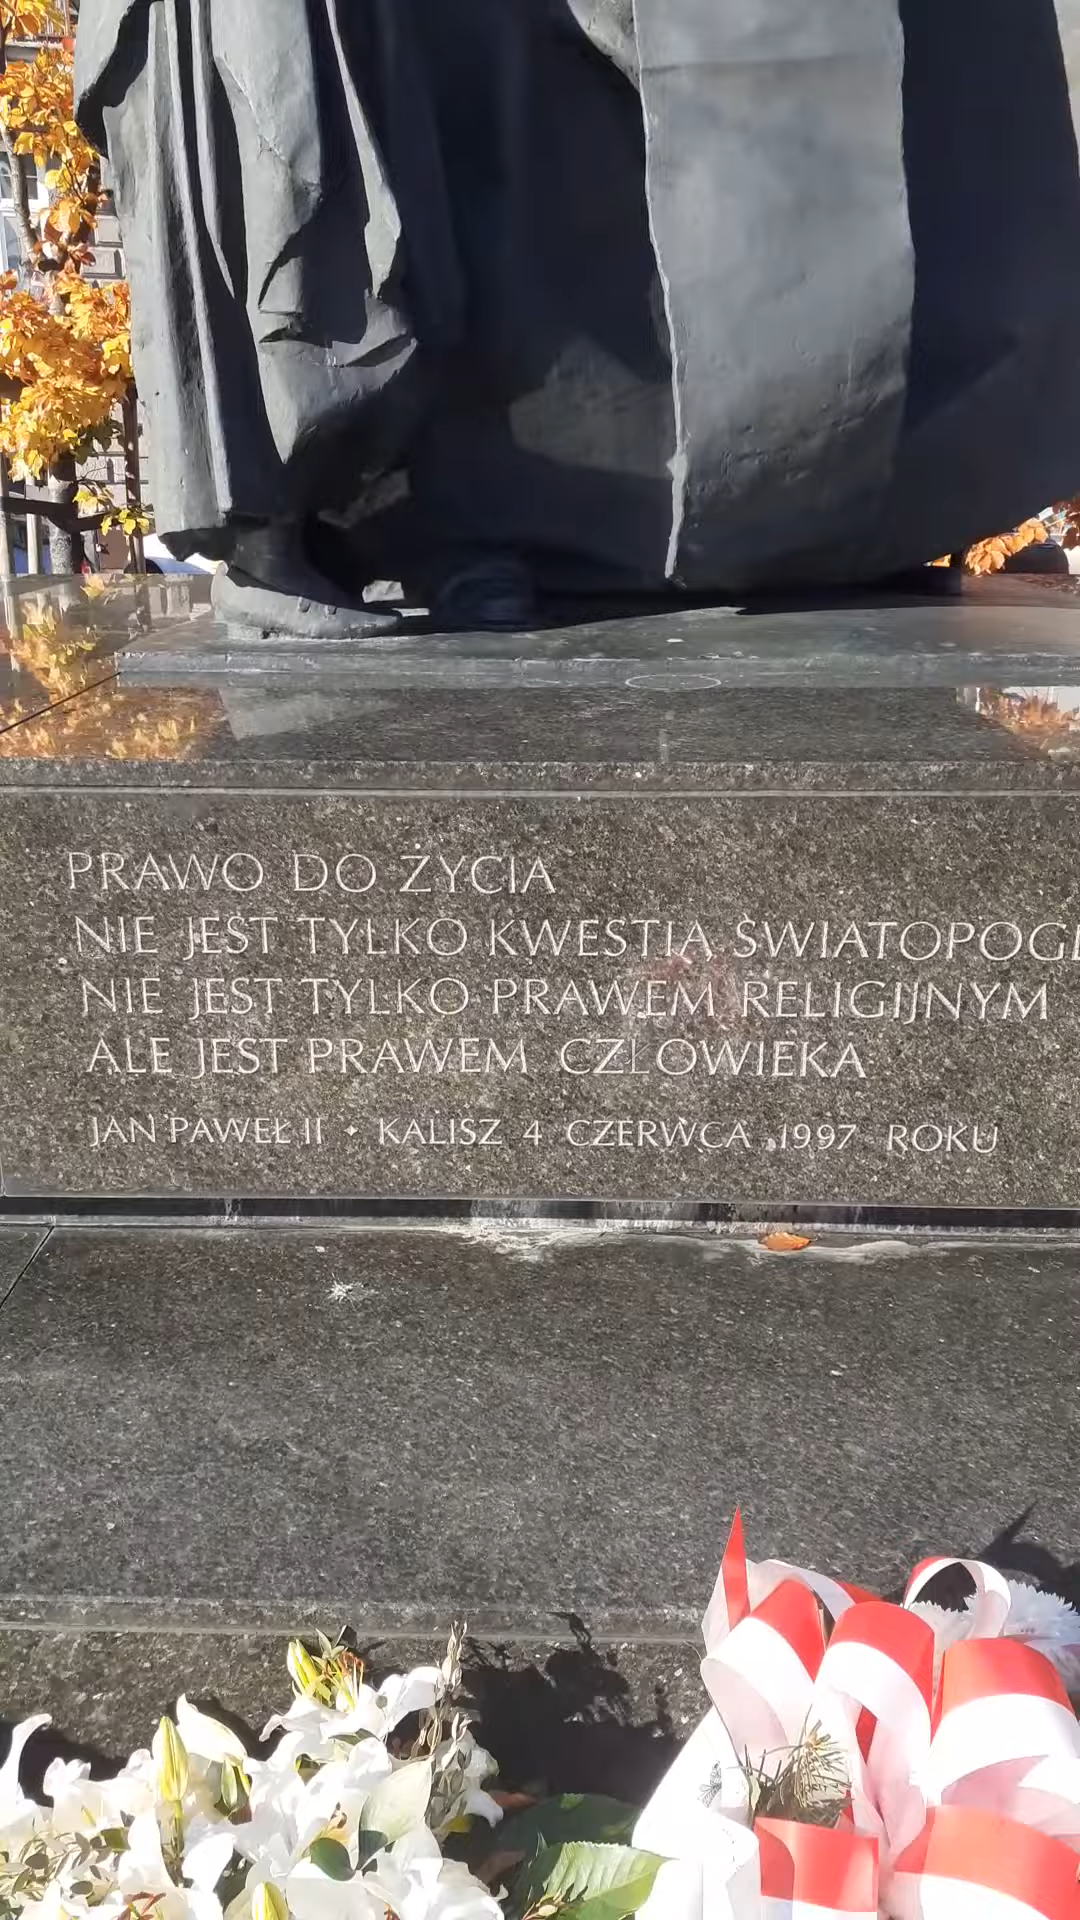 PRAWO DO ŻYCIA
NIE JEST TYLKO KWESTIĄ
NIE JEST TYLKO PRAWEM RELIGIJNYM
ALE JEST PRAWEM CZŁOWIEKA
JAN PAWEŁ II ✦ KALISZ 4 CZERWCA 1997 ROKU